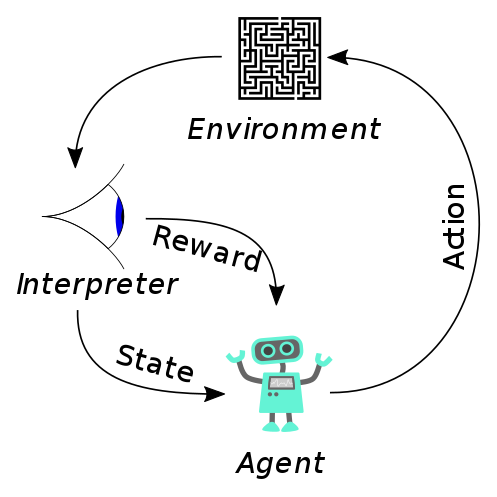 Environment
Action
Reward
Interpreter
State
Agent